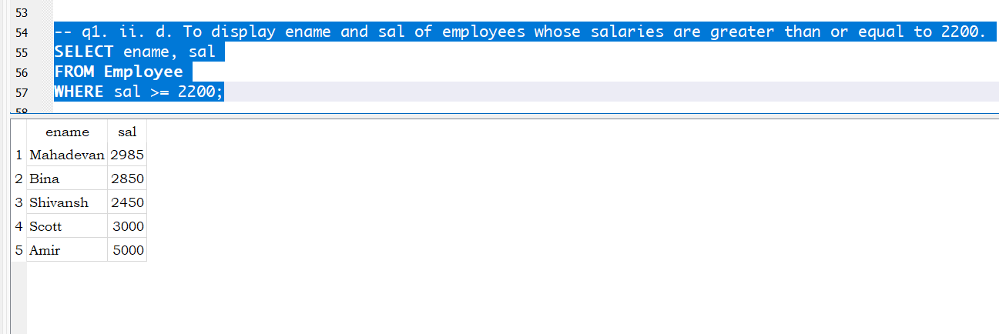 53
54 -- q1. ii. d. To display ename and sal of employees whose salaries are greater than or equal to 2200.
55 SELECT ename, sal
56 FROM Employee
57 WHERE sal >= 2200;
58
ename sal
1 Mahadevan 2985
2 Bina 2850
3 Shivansh 2450
4 Scott 3000
5 Amir 5000